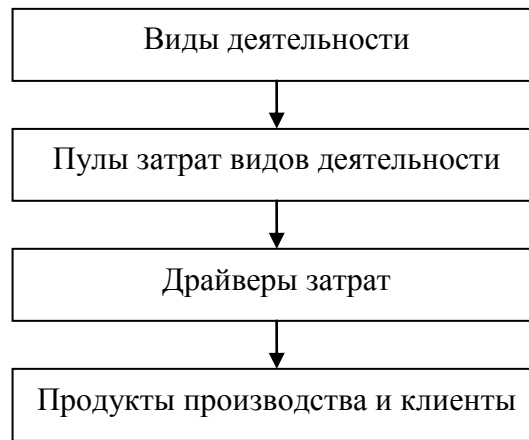 Виды деятельности
Пулы затрат видов деятельности
Драйверы затрат
Продукты производства и клиенты